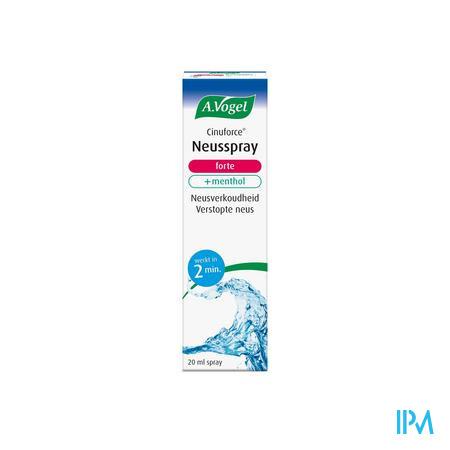 A.Vogel
Cinuforce®
Neusspray
forte
+menthol
Neusverkoudheid
Verstopte neus
werkt in
2 min.
20 ml spray
IPM